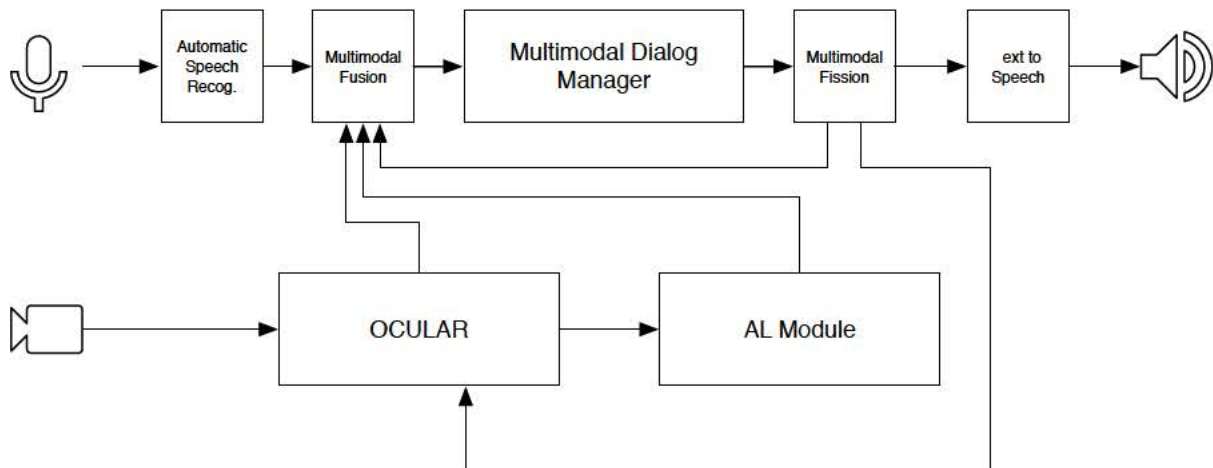 Automatic
Speech
Recog.
Multimodal
Fusion
Multimodal Dialog
Manager
Multimodal
Fission
ext to
Speech
OCULAR
AL Module